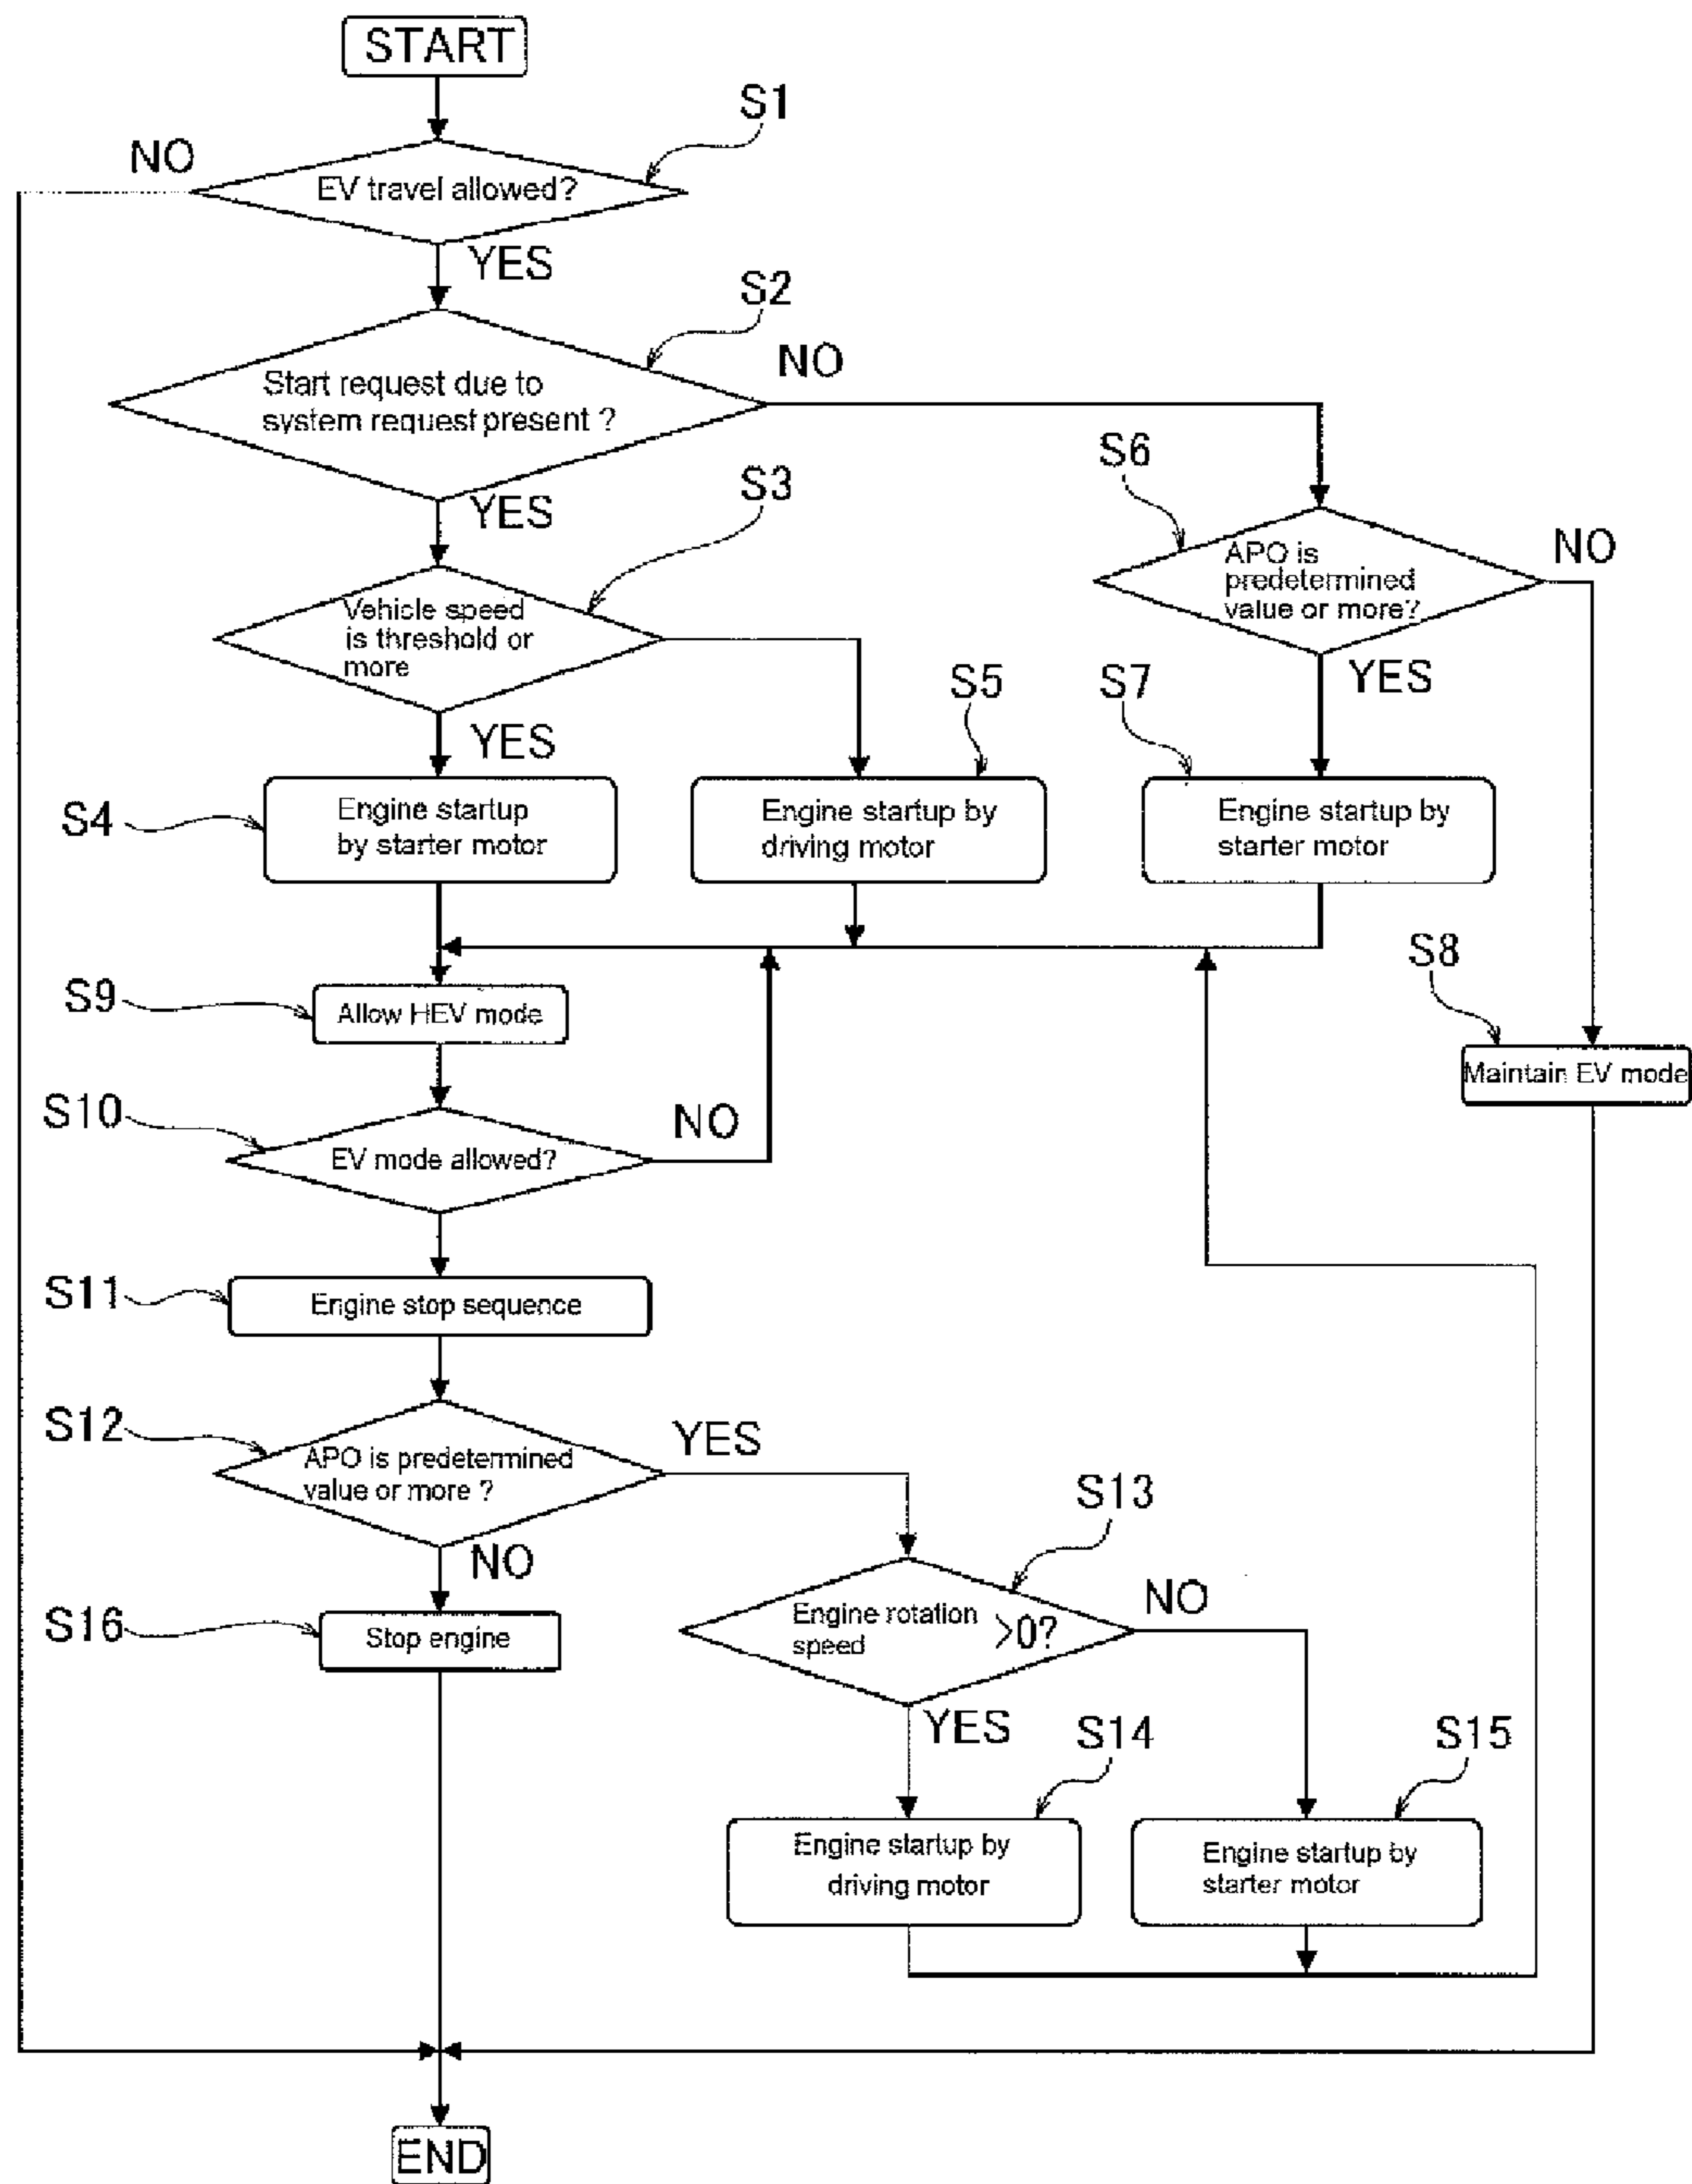 START
S1
NO
EV travel allowed?
YES
S2
NO
Start request due to
system request present ?
YES
S3
S6
NO
APO is
predetermined
value or more?
Vehicle speed
is threshold or
more
YES
S5
S7
YES
S4
Engine startup
by starter motor
Engine startup by
driving motor
Engine startup by
starter motor
S8
S9
Allow HEV mode
Maintain EV mode
S10
NO
EV mode allowed?
S11
Engine stop sequence
S12
YES
APO is predetermined
value or more ?
S13
NO
S16
Stop engine
NO
Engine rotation
speed
>0?
YES
S14
S15
Engine startup by
driving motor
Engine startup by
starter motor
END